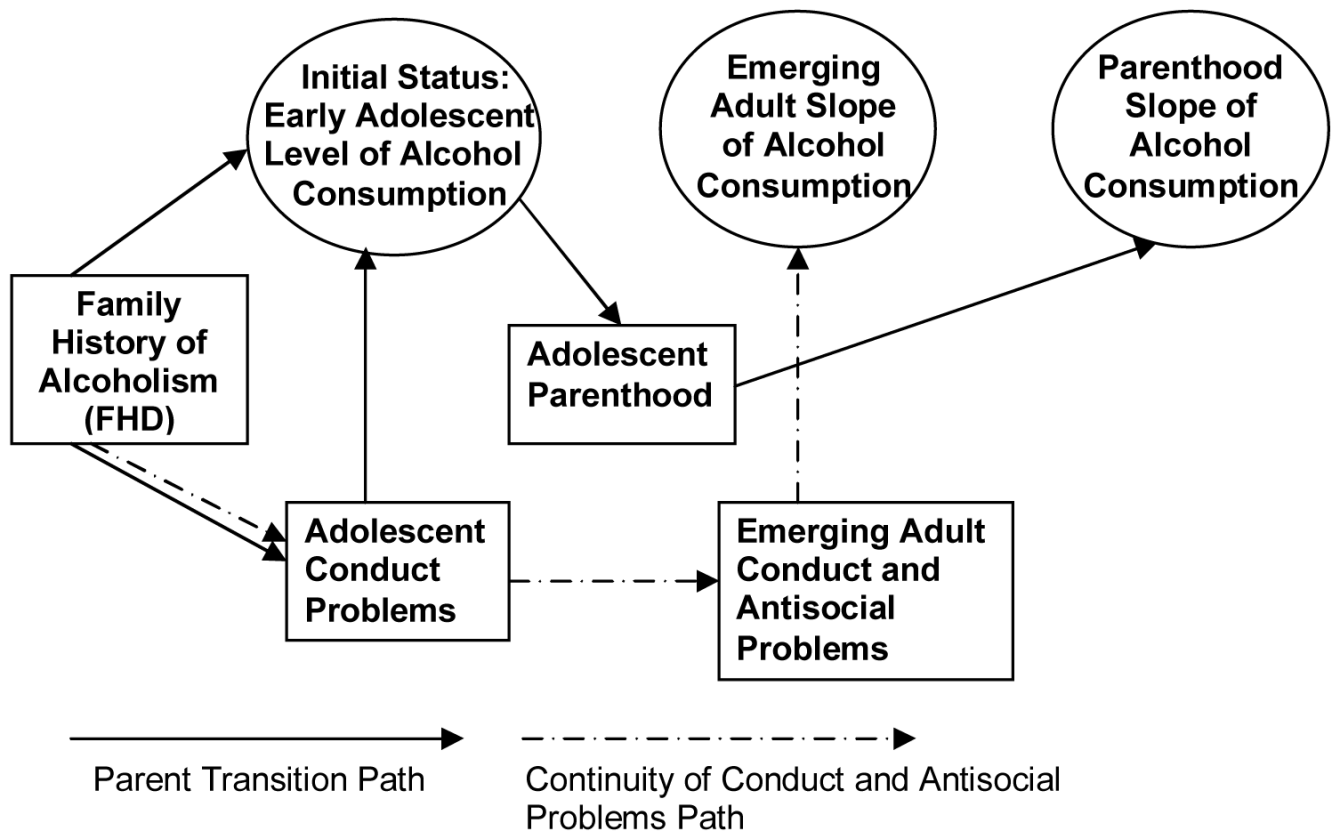 Initial Status:
Early Adolescent
Level of Alcohol
Consumption
Emerging
Adult Slope
of Alcohol
Consumption
Parenthood
Slope of
Alcohol
Consumption
Family
History of
Alcoholism
(FHD)
Adolescent
Parenthood
Adolescent
Conduct
Problems
Emerging Adult
Conduct and
Antisocial
Problems
Parent Transition Path
Continuity of Conduct and Antisocial
Problems Path